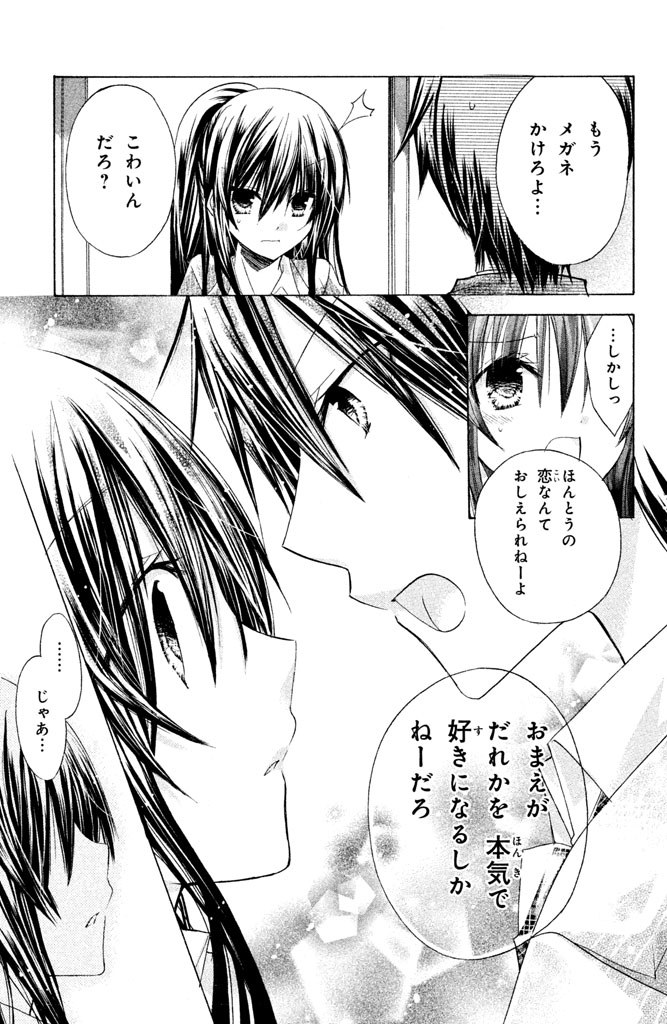 もう
メガネ
かけろよ…
こわいん
だろ?
…しかしっ
ほんとうの
恋なんて
おしえられねーよ
おまえが
だれかを本気で
好きになるしか
ねーだろ
……
じゃあ…